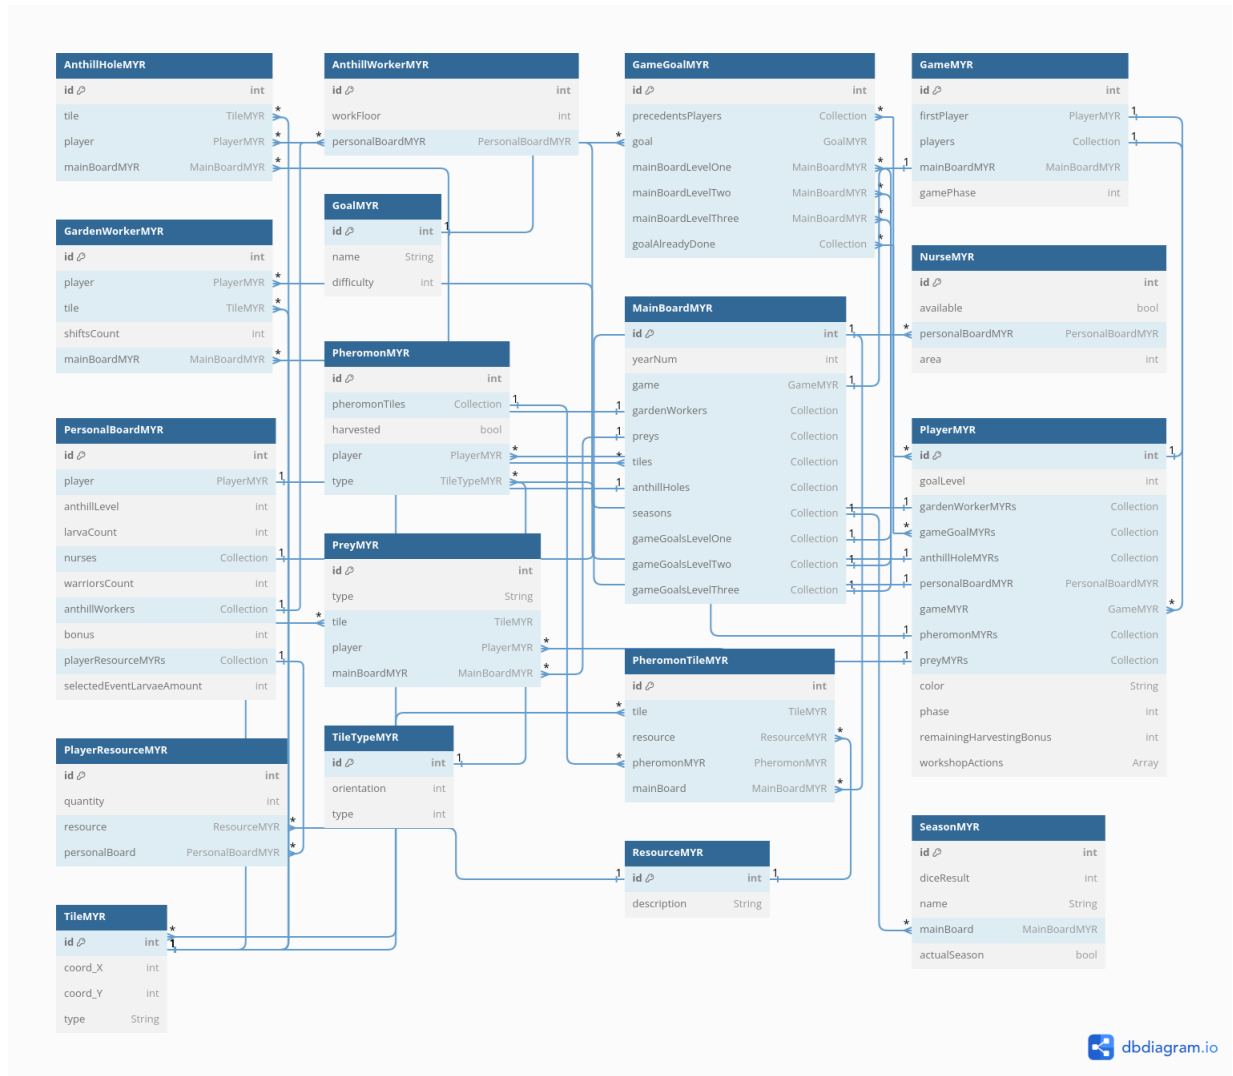 AnthillHoleMYR
id int
tile TileMYR
player PlayerMYR
mainBoardMYR MainBoardMYR
AnthillWorkerMYR
id int
workFloor int
personalBoardMYR PersonalBoardMYR
GameGoalMYR
id int
precedentsPlayers Collection
goal GoalMYR
mainBoardLevelOne MainBoardMYR
mainBoardLevelTwo MainBoardMYR
mainBoardLevelThree MainBoardMYR
goalAlreadyDone Collection
GameMYR
id int
firstPlayer PlayerMYR
players Collection
mainBoardMYR MainBoardMYR
gamePhase int
GoalMYR
id int
name String
difficulty int
GardenWorkerMYR
id int
player PlayerMYR
tile TileMYR
shiftsCount int
mainBoardMYR MainBoardMYR
NurseMYR
id int
available bool
personalBoardMYR PersonalBoardMYR
area int
MainBoardMYR
id int
yearNum int
game GameMYR
gardenWorkers Collection
preys Collection
tiles Collection
anthillHoles Collection
seasons Collection
gameGoalsLevelOne Collection
gameGoalsLevelTwo Collection
gameGoalsLevelThree Collection
PheromonMYR
id int
pheromonTiles Collection
harvested bool
player PlayerMYR
type TileTypeMYR
PersonalBoardMYR
id int
player PlayerMYR
anthillLevel int
larvaCount int
nurses Collection
warriorsCount int
anthillWorkers Collection
bonus int
playerResourceMYRs Collection
selectedEventLarvaeAmount int
PlayerMYR
id int
goalLevel int
gardenWorkerMYRs Collection
gameGoalMYRs Collection
anthillHoleMYRs Collection
personalBoardMYR PersonalBoardMYR
gameMYR GameMYR
pheromonMYRs Collection
preyMYRs Collection
color String
phase int
remainingHarvestingBonus int
workshopActions Array
PreyMYR
id int
type String
tile TileMYR
player PlayerMYR
mainBoardMYR MainBoardMYR
PheromonTileMYR
id int
tile TileMYR
resource ResourceMYR
pheromonMYR PheromonMYR
mainBoard MainBoardMYR
TileTypeMYR
id int
orientation int
type int
PlayerResourceMYR
id int
quantity int
resource ResourceMYR
personalBoard PersonalBoardMYR
ResourceMYR
id int
description String
SeasonMYR
id int
diceResult int
name String
mainBoard MainBoardMYR
actualSeason bool
TileMYR
id int
coord_X int
coord_Y int
type String
dbdiagram.io